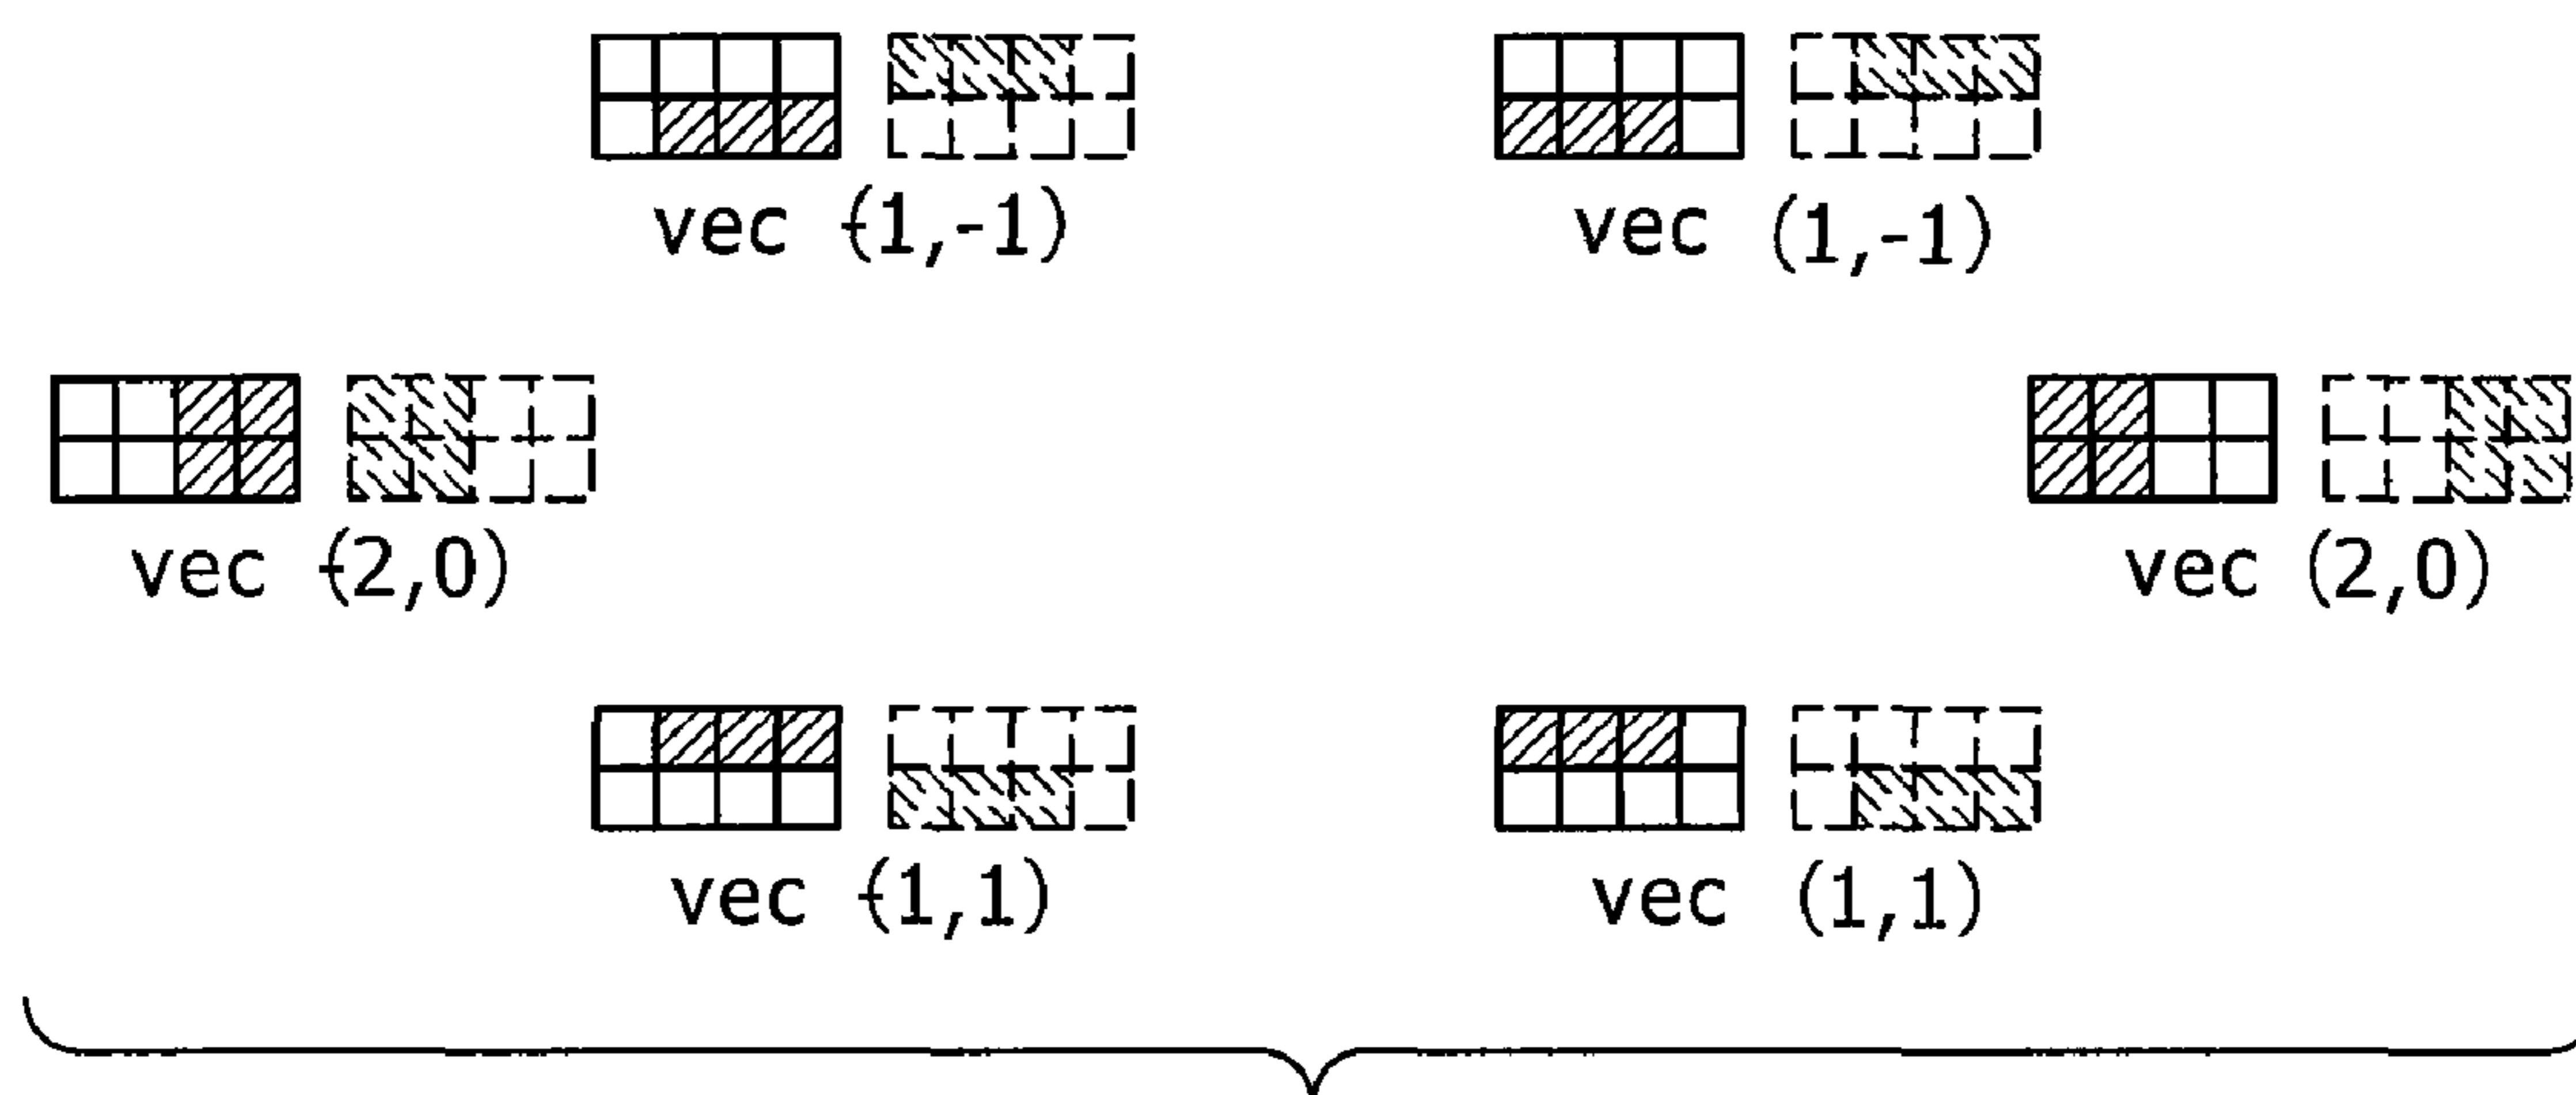 vec (-1,-1)
vec (1,-1)
vec (-2,0)
vec (2,0)
vec (-1,1)
vec (1,1)